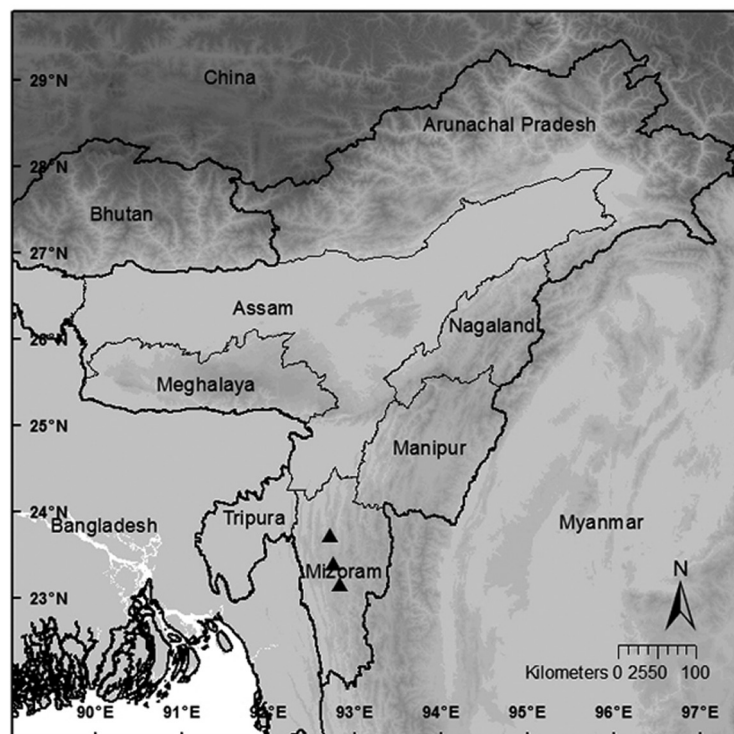 29°N
China
Arunachal Pradesh
28°N
Bhutan
27°N
Assam
Nagaland
26°N
Meghalaya
25°N
Manipur
24°N
Bangladesh
Tripura
Myanmar
Mizoram
23°N
N
Kilometers 0 2550 100
90°E 91°E 92°E 93°E 94°E 95°E 96°E 97°E